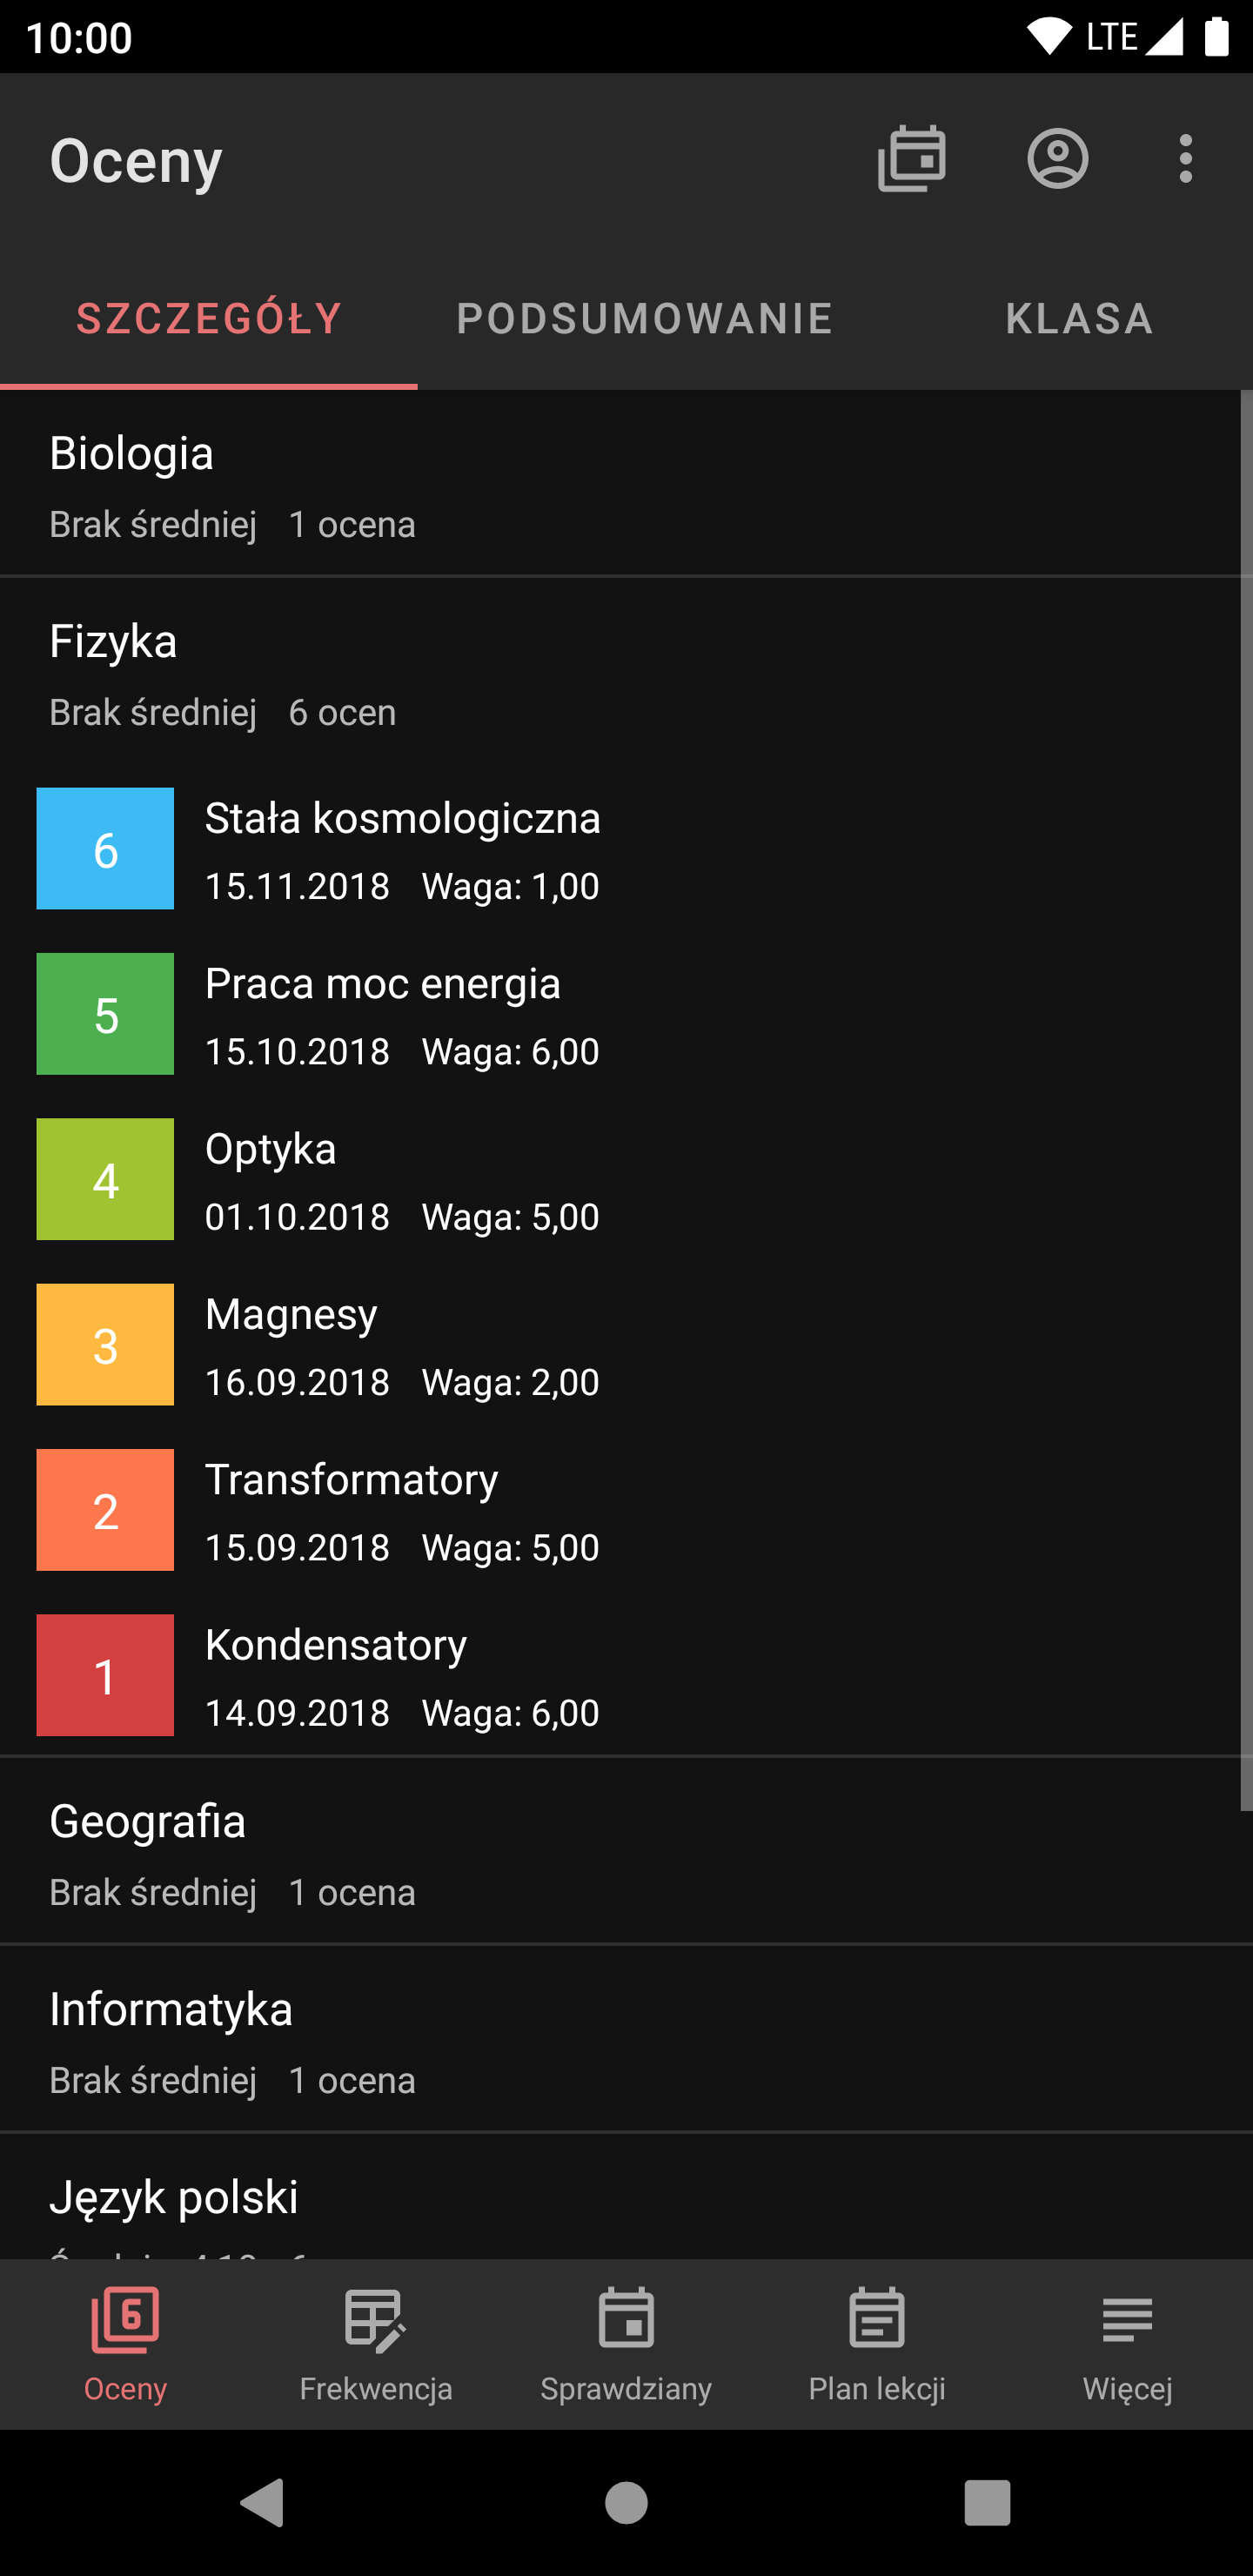 10:00 LTE
Oceny
SZCZEGÓŁY PODSUMOWANIE KLASA
Biologia
Brak średniej 1 ocena
Fizyka
Brak średniej 6 ocen
6 Stała kosmologiczna
15.11.2018 Waga: 1,00
5 Praca moc energia
15.10.2018 Waga: 6,00
4 Optyka
01.10.2018 Waga: 5,00
3 Magnesy
16.09.2018 Waga: 2,00
2 Transformatory
15.09.2018 Waga: 5,00
1 Kondensatory
14.09.2018 Waga: 6,00
Geografia
Brak średniej 1 ocena
Informatyka
Brak średniej 1 ocena
Język polski
6
Oceny Frekwencja Sprawdziany Plan lekcji Więcej